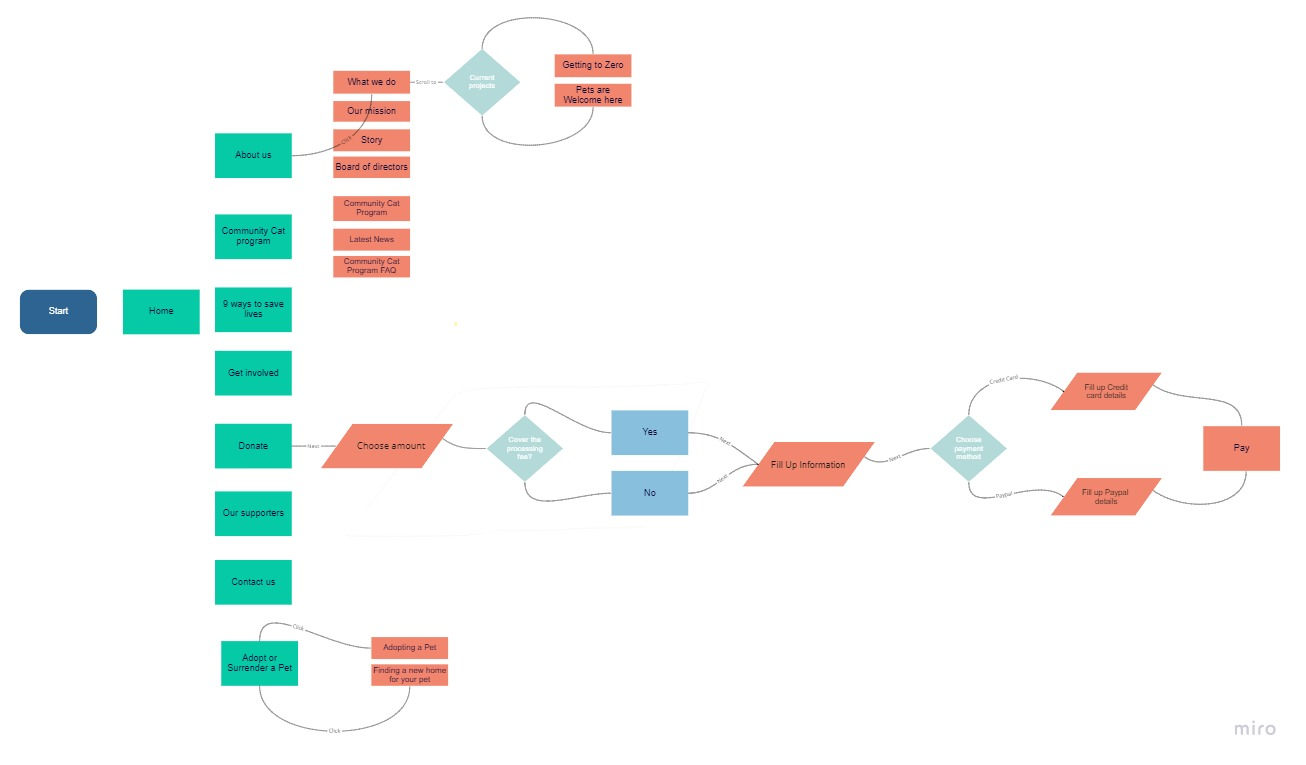 Getting to Zero
Pets are
Welcome here
Current
projects
What we do
Scroll to
Our mission
Click
Story
Board of directors
About us
Community Cat
Program
Latest News
Community Cat
Program FAQ
Community Cat
program
Start
Home
9 ways to save
lives
Get involved
Donate
Next
Choose amount
Cover the
processing
fee?
Yes
No
Next
Next
Fill Up Information
Next
Choose
payment
method
Credit Card
Fill up Credit
card details
Paypal
Fill up Paypal
details
Pay
Our supporters
Contact us
Adopt or
Surrender a Pet
Click
Adopting a Pet
Finding a new home
for your pet
Click
miro